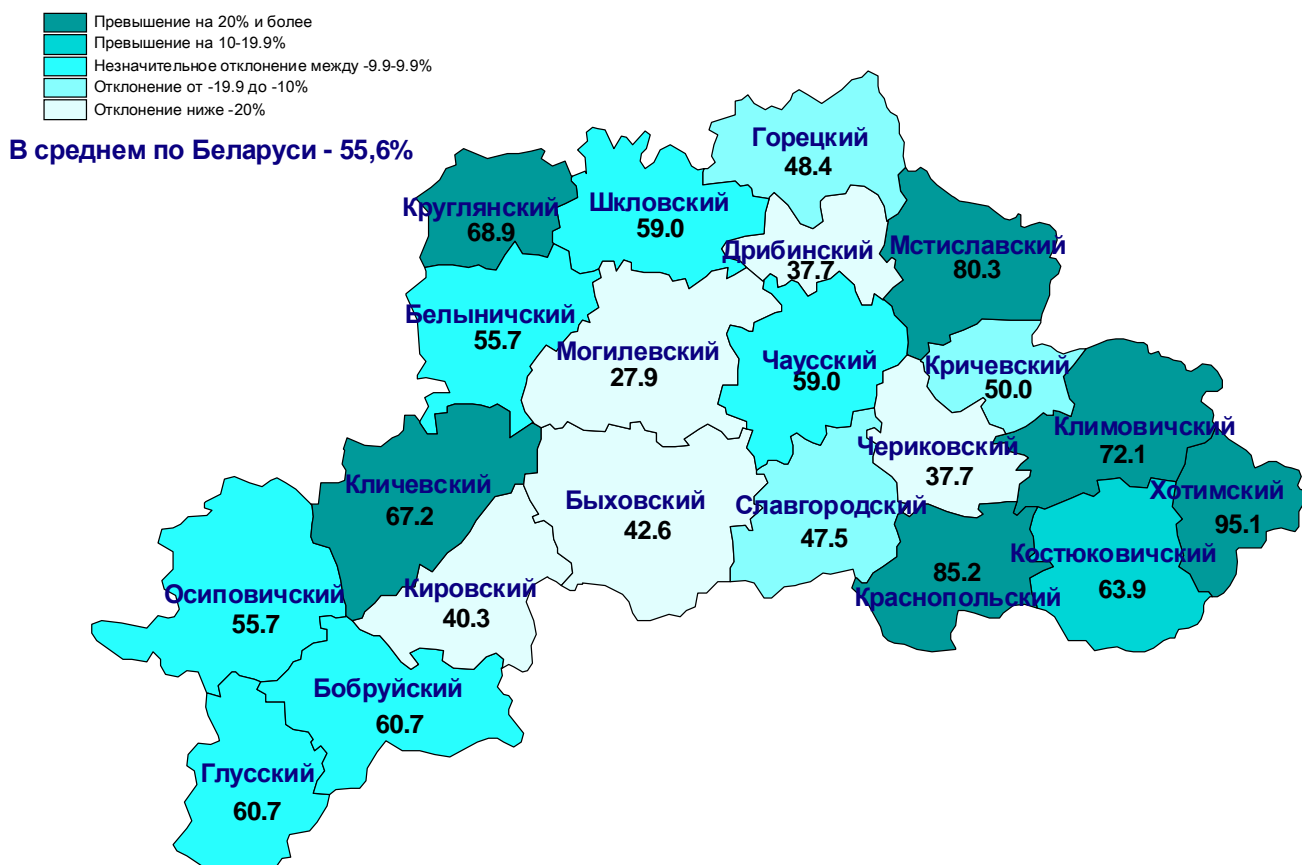 Превышение на 20% и более
Превышение на 10-19.9%
Незначительное отклонение между -9.9-9.9%
Отклонение от -19.9 до -10%
Отклонение ниже -20%
В среднем по Беларуси - 55,6%
Горецкий
48.4
Круглянский
68.9
Шкловский
59.0
Дрибинский
37.7
Мстиславский
80.3
Белыничский
55.7
Могилевский
27.9
Чаусский
59.0
Кричевский
50.0
Климовичский
72.1
Чериковский
37.7
Хотимский
95.1
Кличевский
67.2
Быховский
42.6
Славгородский
47.5
Костюковичский
63.9
85.2
Краснопольский
Осиповичский
55.7
Кировский
40.3
Бобруйский
60.7
Глусский
60.7